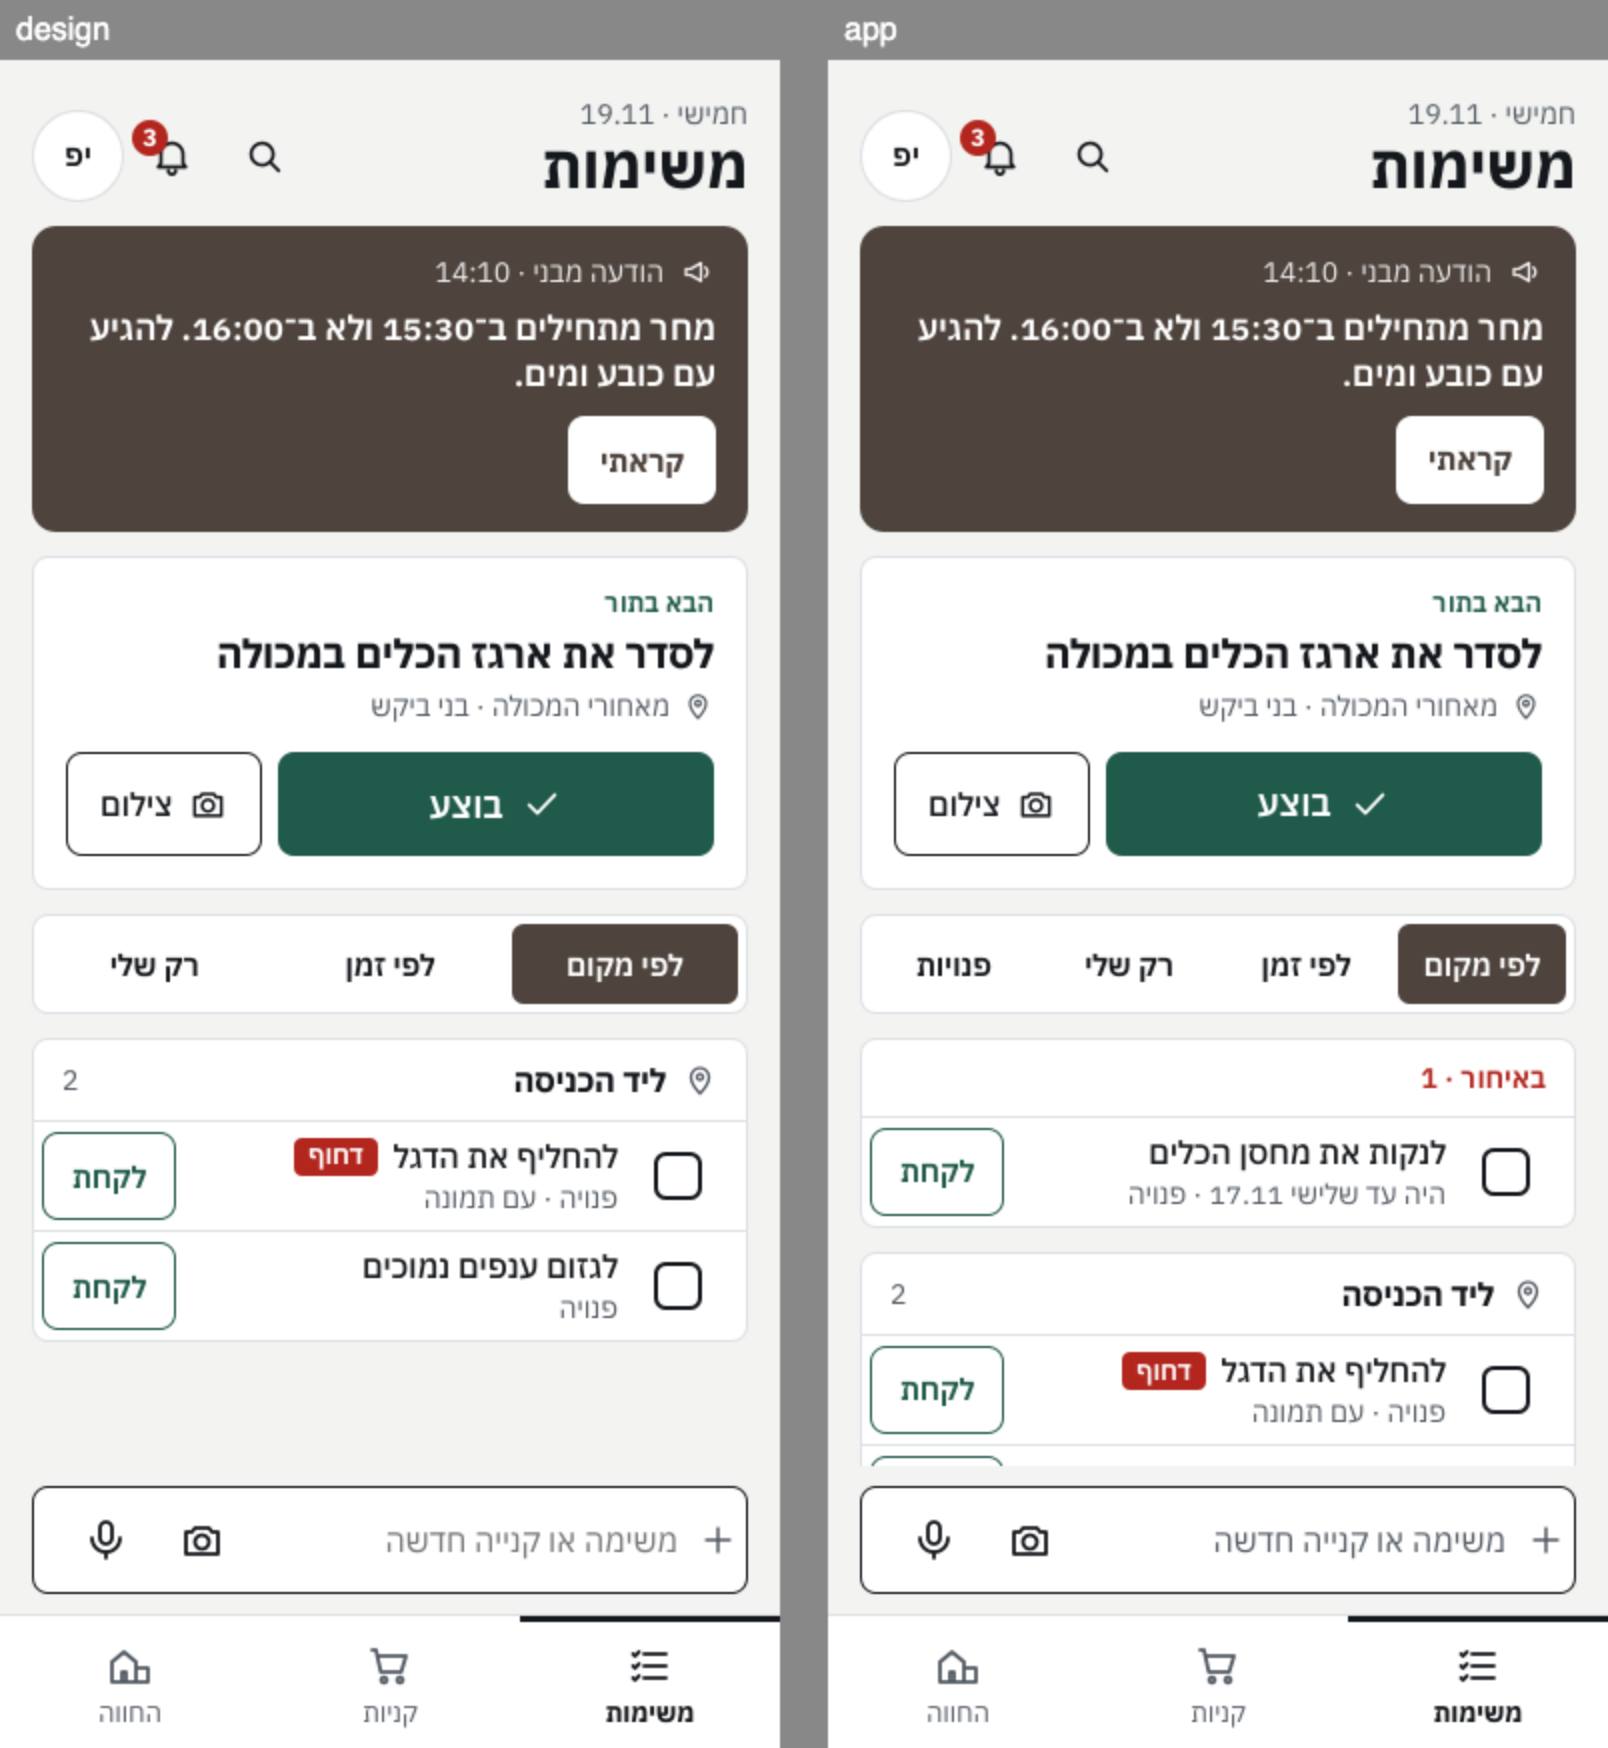 design
חמישי · 19.11
משימות
3
יפ
הודעה מבני · 14:10
מחר מתחילים ב־15:30 ולא ב־16:00. להגיע
עם כובע ומים.
קראתי
הבא בתור
לסדר את ארגז הכלים במכולה
מאחורי המכולה · בני ביקש
בוצע
צילום
לפי מקום
לפי זמן
רק שלי
ליד הכניסה
2
להחליף את הדגל דחוף
פנויה · עם תמונה
לקחת
לגזום ענפים נמוכים
פנויה
לקחת
משימה או קנייה חדשה
משימות
קניות
החווה
app
חמישי · 19.11
משימות
3
יפ
הודעה מבני · 14:10
מחר מתחילים ב־15:30 ולא ב־16:00. להגיע
עם כובע ומים.
קראתי
הבא בתור
לסדר את ארגז הכלים במכולה
מאחורי המכולה · בני ביקש
בוצע
צילום
לפי מקום
לפי זמן
רק שלי
פנויות
באיחור · 1
לנקות את מחסן הכלים
היה עד שלישי 17.11 · פנויה
לקחת
ליד הכניסה
2
להחליף את הדגל דחוף
פנויה · עם תמונה
לקחת
משימה או קנייה חדשה
משימות
קניות
החווה